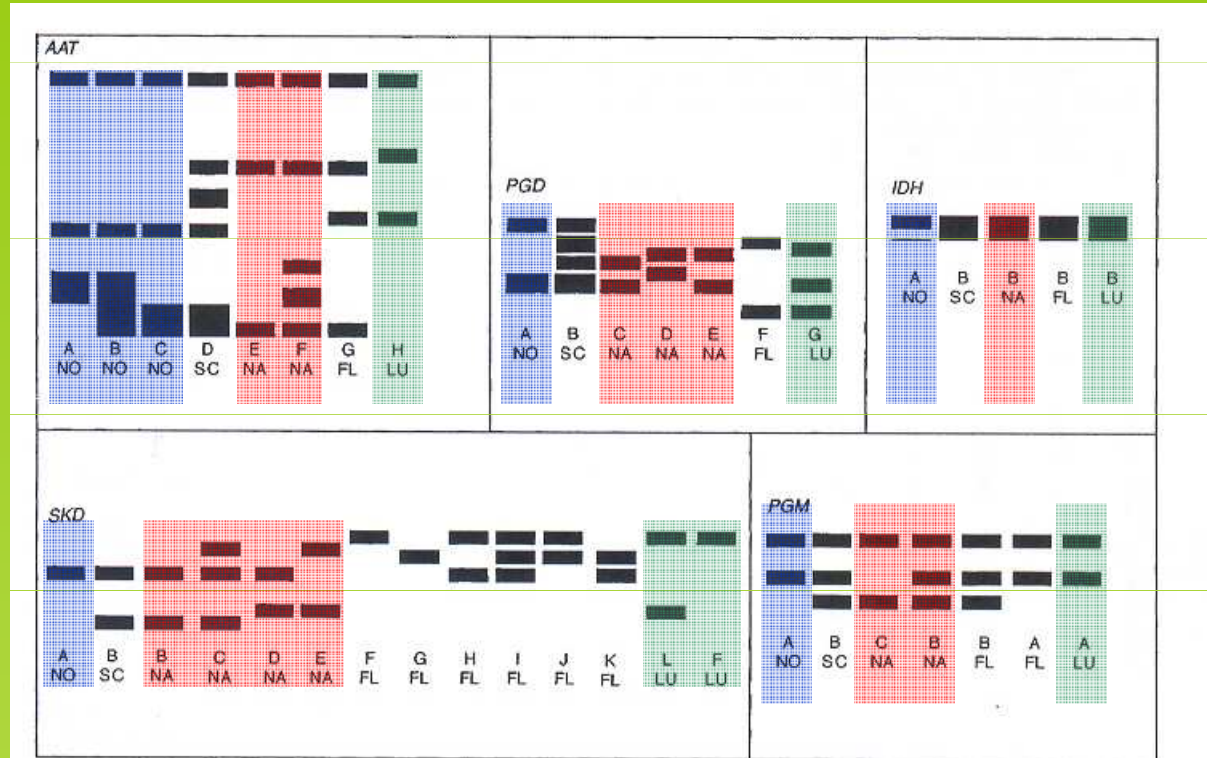 AAT
A B C D E F G H
NO NO NO SC NA NA FL LU
PGD
A B C D E F G
NO SC NA NA NA FL LU
IDH
A B B B B
NO SC NA FL LU
SKD
A B B C D E F G H I J K L F
NO SC NA NA NA NA FL FL FL FL FL FL LU LU
PGM
A B C B B A A
NO SC NA NA FL FL LU